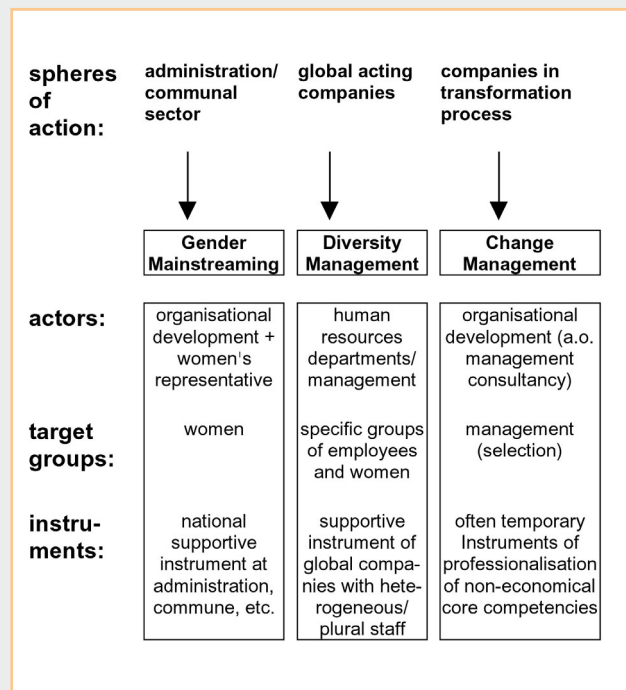 spheres
of
action:
administration/
communal
sector
global acting
companies
companies in
transformation
process
Gender
Mainstreaming
Diversity
Management
Change
Management
actors:
organisational
development +
women's
representative
human
resources
departments/
management
organisational
development (a.o.
management
consultancy)
target
groups:
women
specific groups
of employees
and women
management
(selection)
instru-
ments:
national
supportive
instrument at
administration,
commune, etc.
supportive
instrument of
global compa-
nies with hete-
rogeneous/
plural staff
often temporary
Instruments of
professionalisation
of non-economical
core competencies